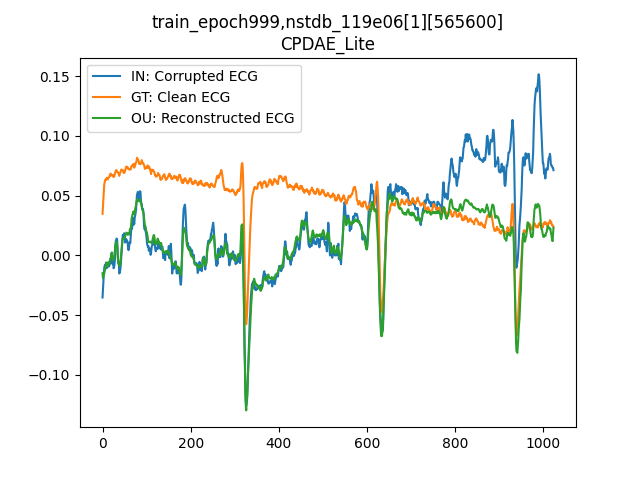 train_epoch999,nstdb_119e06[1][565600]
CPDAE_Lite
IN: Corrupted ECG
GT: Clean ECG
OU: Reconstructed ECG
0.15
0.10
0.05
0.00
−0.05
−0.10
0 200 400 600 800 1000